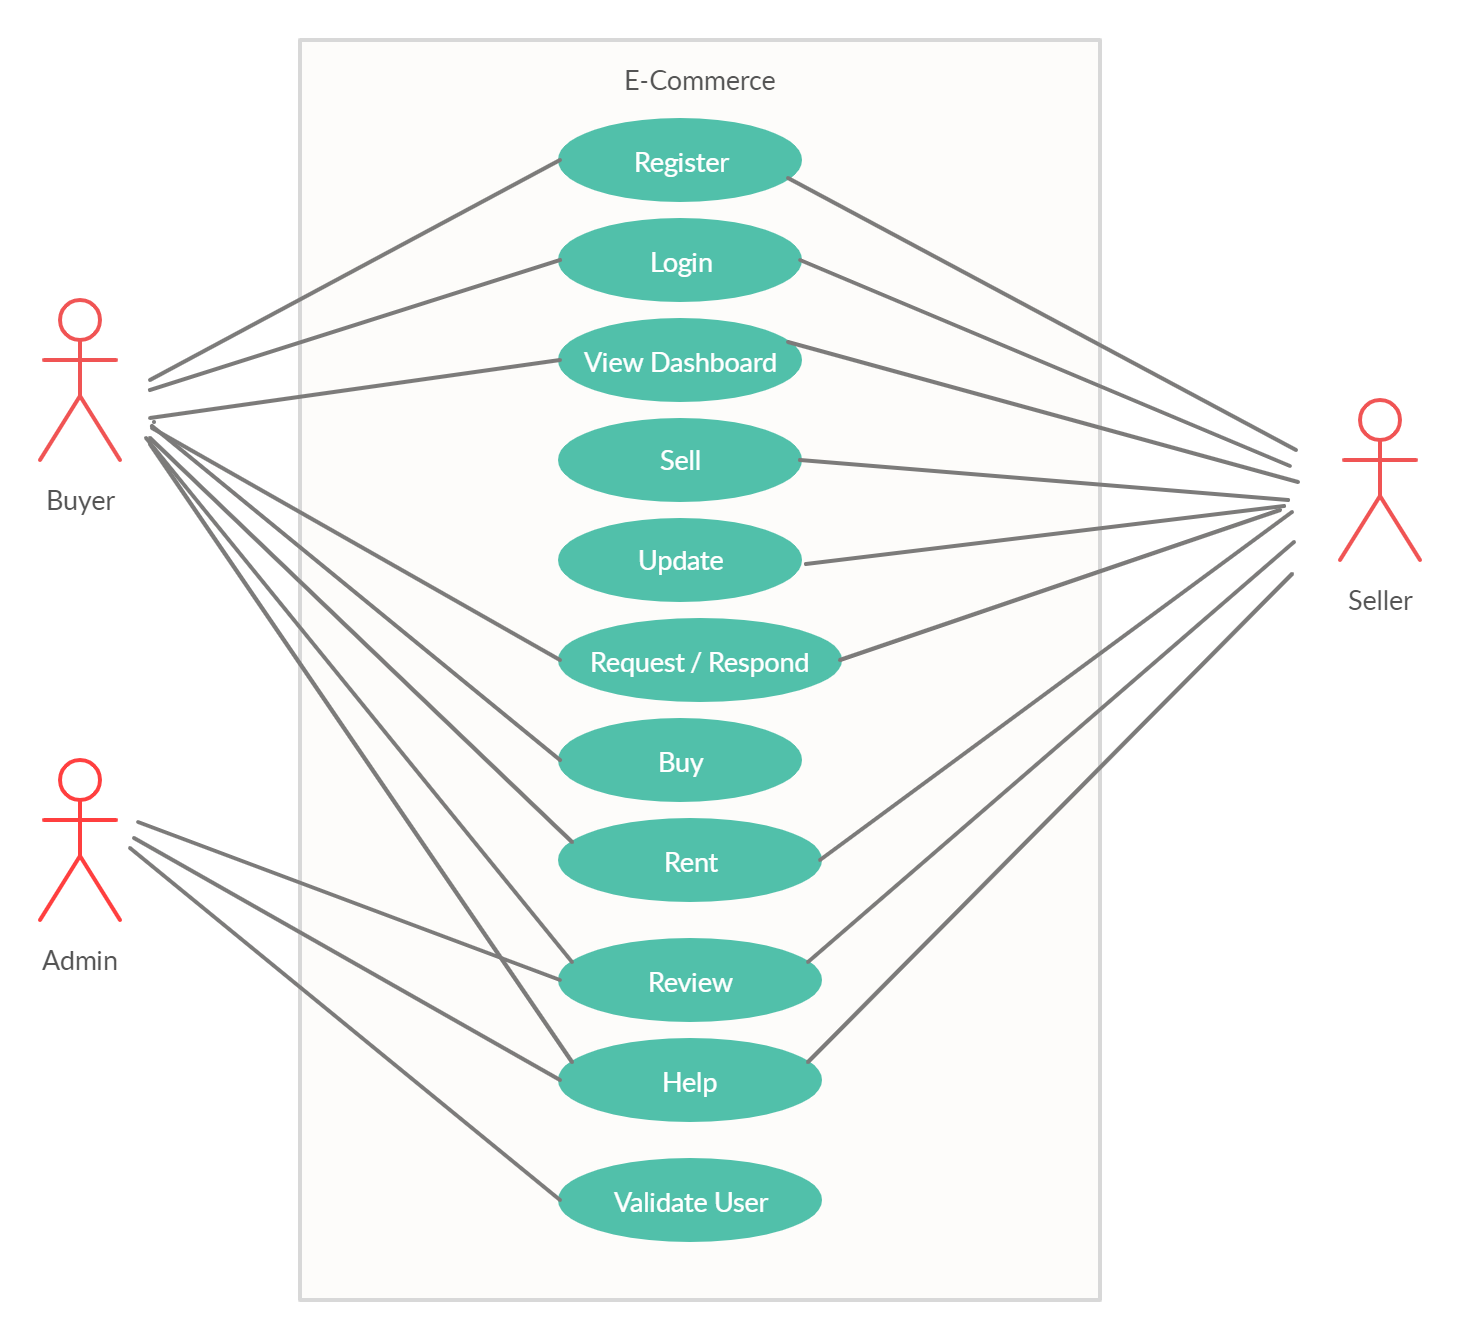 E-Commerce
Register
Login
View Dashboard
Sell
Update
Request / Respond
Buy
Rent
Review
Help
Validate User
Buyer
Admin
Seller